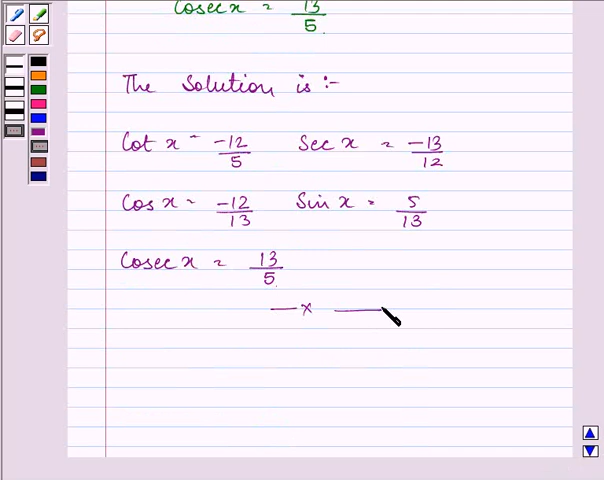 Cosec x = 13/5
The Solution is :-
Cot x = -12/5 Sec x = -13/12
Cos x = -12/13 Sin x = 5/13
Cosec x = 13/5
— x —